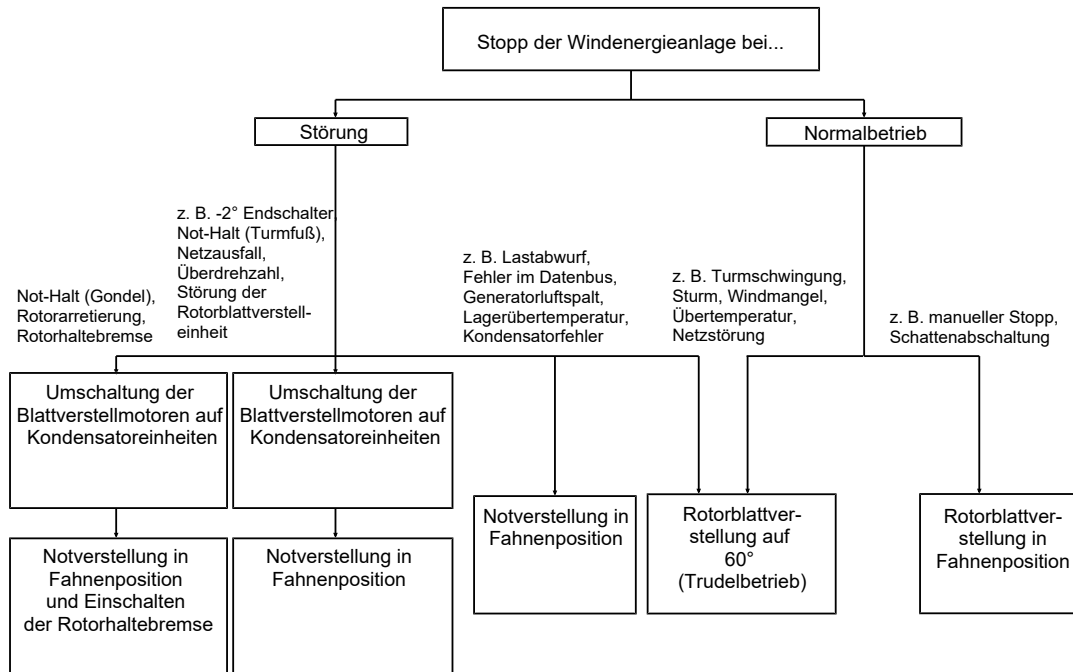 Stopp der Windenergieanlage bei...
Störung
Normalbetrieb
Not-Halt (Gondel),
Rotorarretierung,
Rotorhaltebremse
z. B. -2° Endschalter,
Not-Halt (Turmfuß),
Netzausfall,
Überdrehzahl,
Störung der
Rotorblattverstell-
einheit
z. B. Lastabwurf,
Fehler im Datenbus,
Generatorluftspalt,
Lagerübertemperatur,
Kondensatorfehler
z. B. Turmschwingung,
Sturm, Windmangel,
Übertemperatur,
Netzstörung
z. B. manueller Stopp,
Schattenabschaltung
Umschaltung der
Blattverstellmotoren auf
Kondensatoreinheiten
Umschaltung der
Blattverstellmotoren auf
Kondensatoreinheiten
Notverstellung in
Fahnenposition
und Einschalten
der Rotorhaltebremse
Notverstellung in
Fahnenposition
Notverstellung in
Fahnenposition
Rotorblattver-
stellung auf
60°
(Trudelbetrieb)
Rotorblattver-
stellung in
Fahnenposition